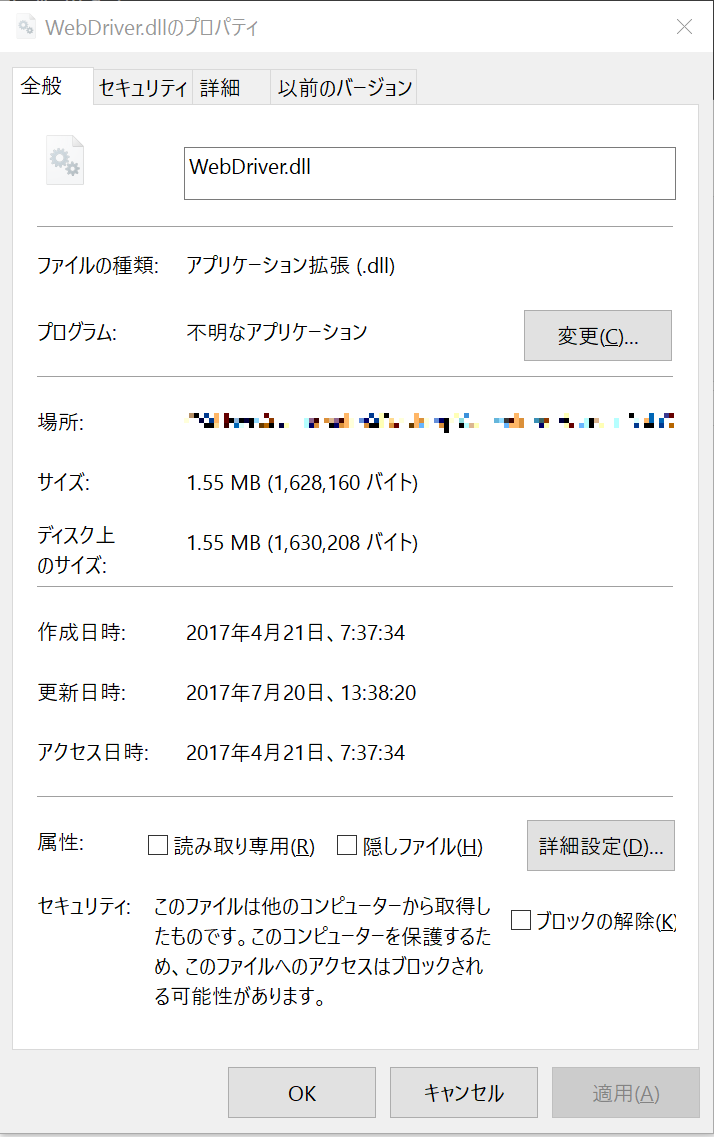 WebDriver.dllのプロパティ
全般 セキュリティ 詳細 以前のバージョン
WebDriver.dll
ファイルの種類: アプリケーション拡張 (.dll)
プログラム: 不明なアプリケーション 変更(C)...
場所:
サイズ: 1.55 MB (1,628,160 バイト)
ディスク上
のサイズ: 1.55 MB (1,630,208 バイト)
作成日時: 2017年4月21日、7:37:34
更新日時: 2017年7月20日、13:38:20
アクセス日時: 2017年4月21日、7:37:34
属性: 読み取り専用(R) 隠しファイル(H) 詳細設定(D)...
セキュリティ: このファイルは他のコンピューターから取得し
たものです。このコンピューターを保護するた
め、このファイルへのアクセスはブロックされ
る可能性があります。
ブロックの解除(K)
OK キャンセル 適用(A)